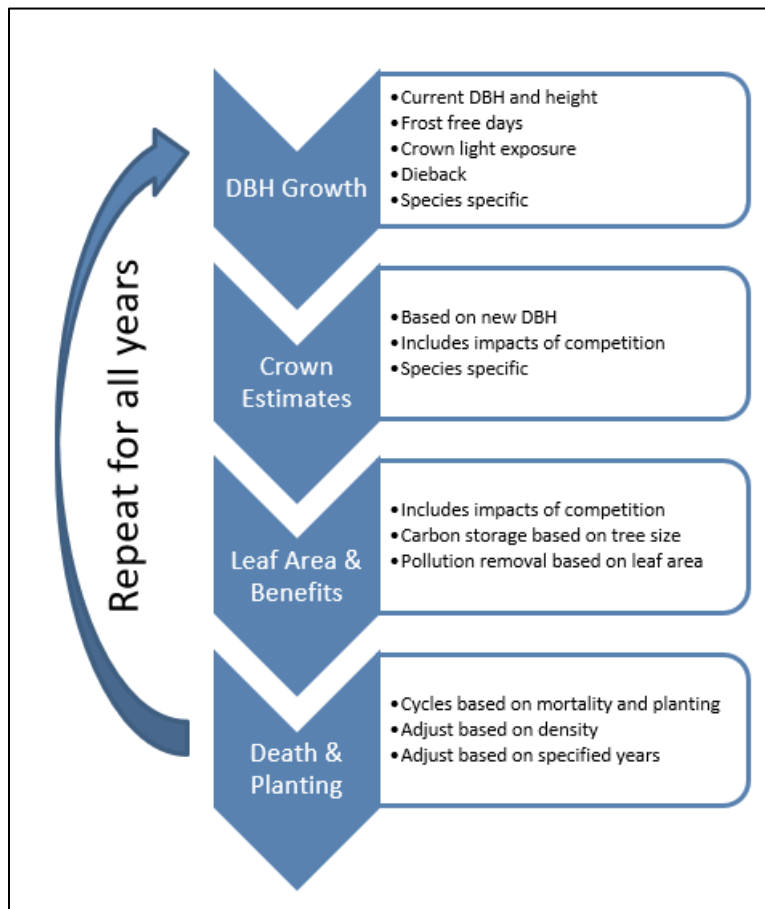 Repeat for all years
DBH Growth
•Current DBH and height
•Frost free days
•Crown light exposure
•Dieback
•Species specific
Crown
Estimates
•Based on new DBH
•Includes impacts of competition
•Species specific
Leaf Area &
Benefits
•Includes impacts of competition
•Carbon storage based on tree size
•Pollution removal based on leaf area
Death &
Planting
•Cycles based on mortality and planting
•Adjust based on density
•Adjust based on specified years